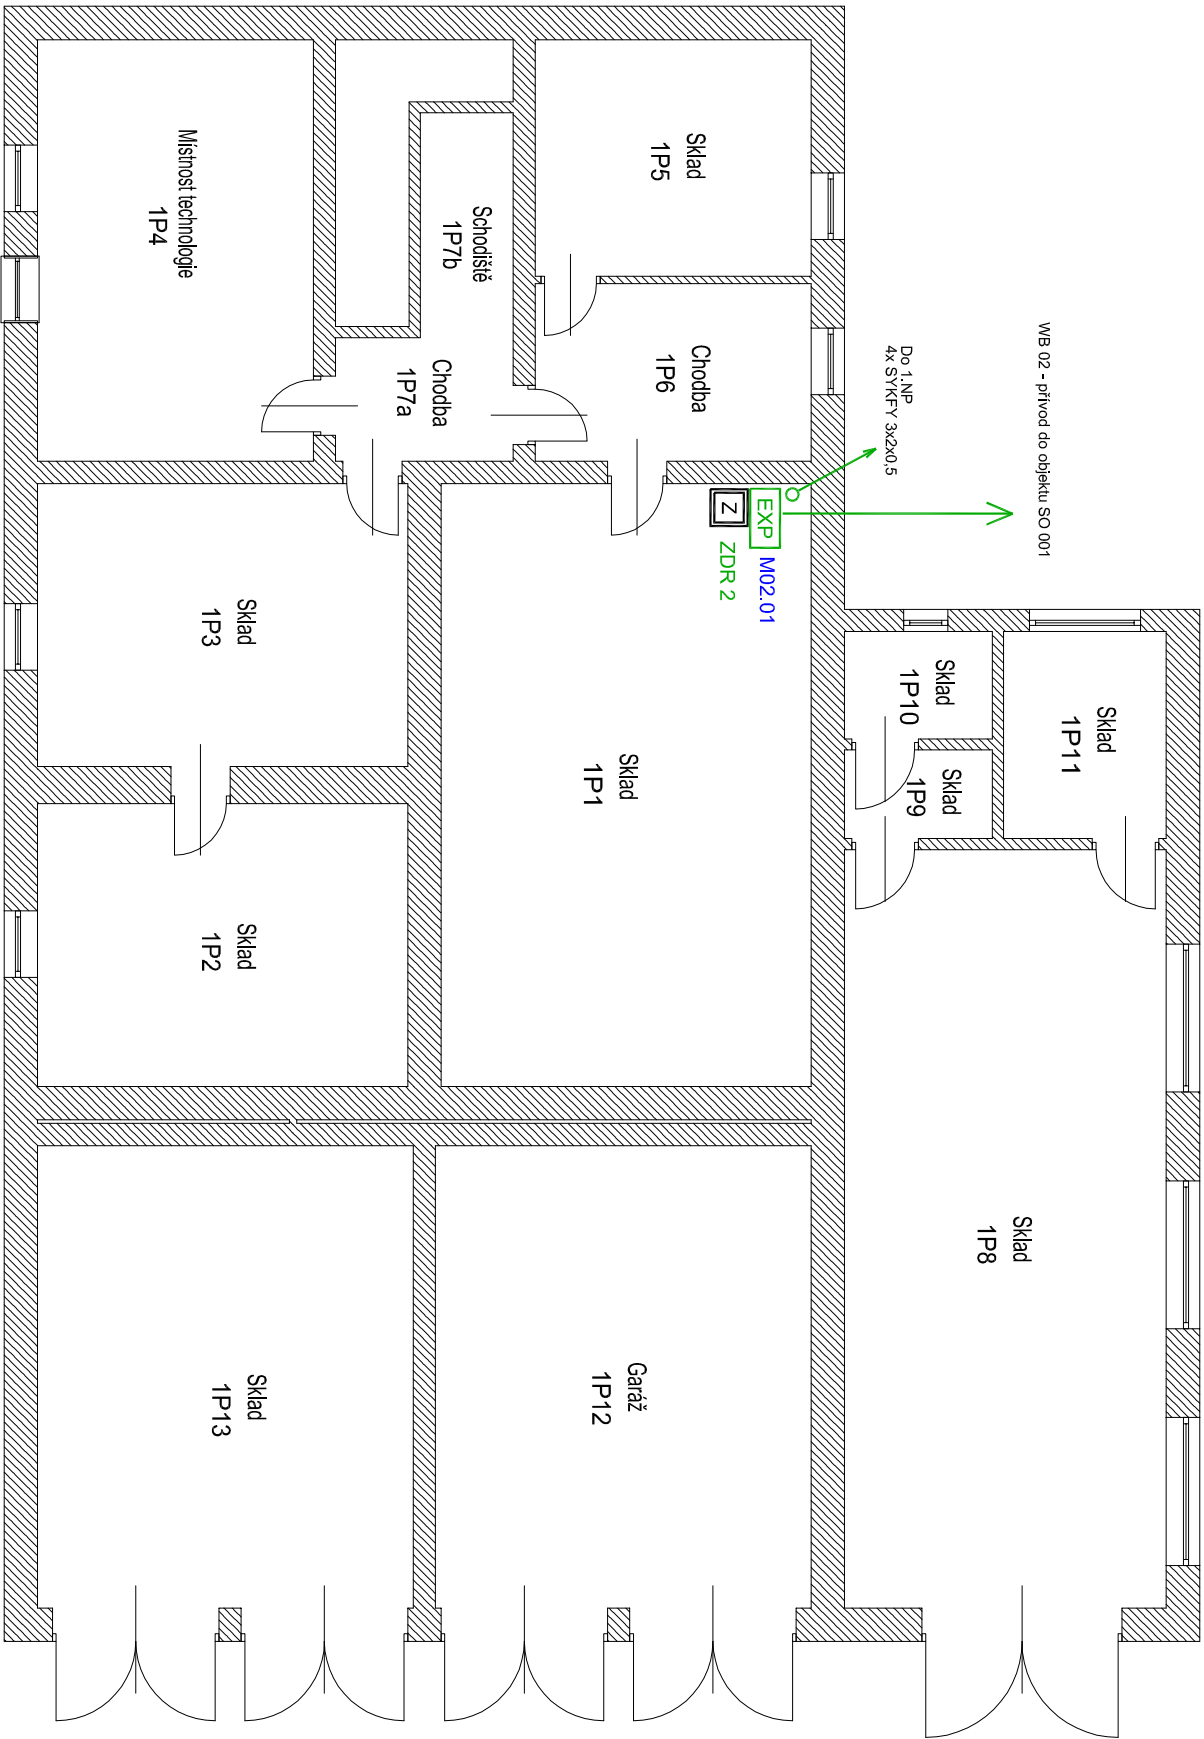 WB 02 - přívod do objektu SO 001
Do 1.NP
4x SYKFY 3x2x0,5
Sklad
1P5
Chodba
1P6
EXP
M02.01
Z
ZDR 2
Schodiště
1P7b
Chodba
1P7a
Místnost technologie
1P4
Sklad
1P11
Sklad
1P10
Sklad
1P9
Sklad
1P1
Sklad
1P3
Sklad
1P2
Sklad
1P8
Garáž
1P12
Sklad
1P13